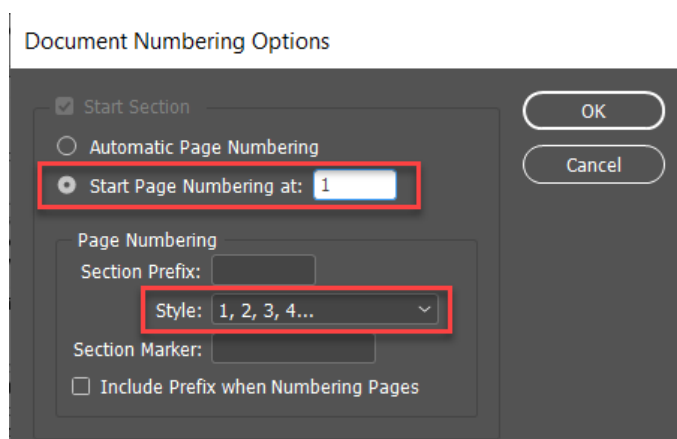 Document Numbering Options
Start Section
OK
Automatic Page Numbering
Start Page Numbering at: 1
Cancel
Page Numbering
Section Prefix:
Style: 1, 2, 3, 4...
Section Marker:
Include Prefix when Numbering Pages